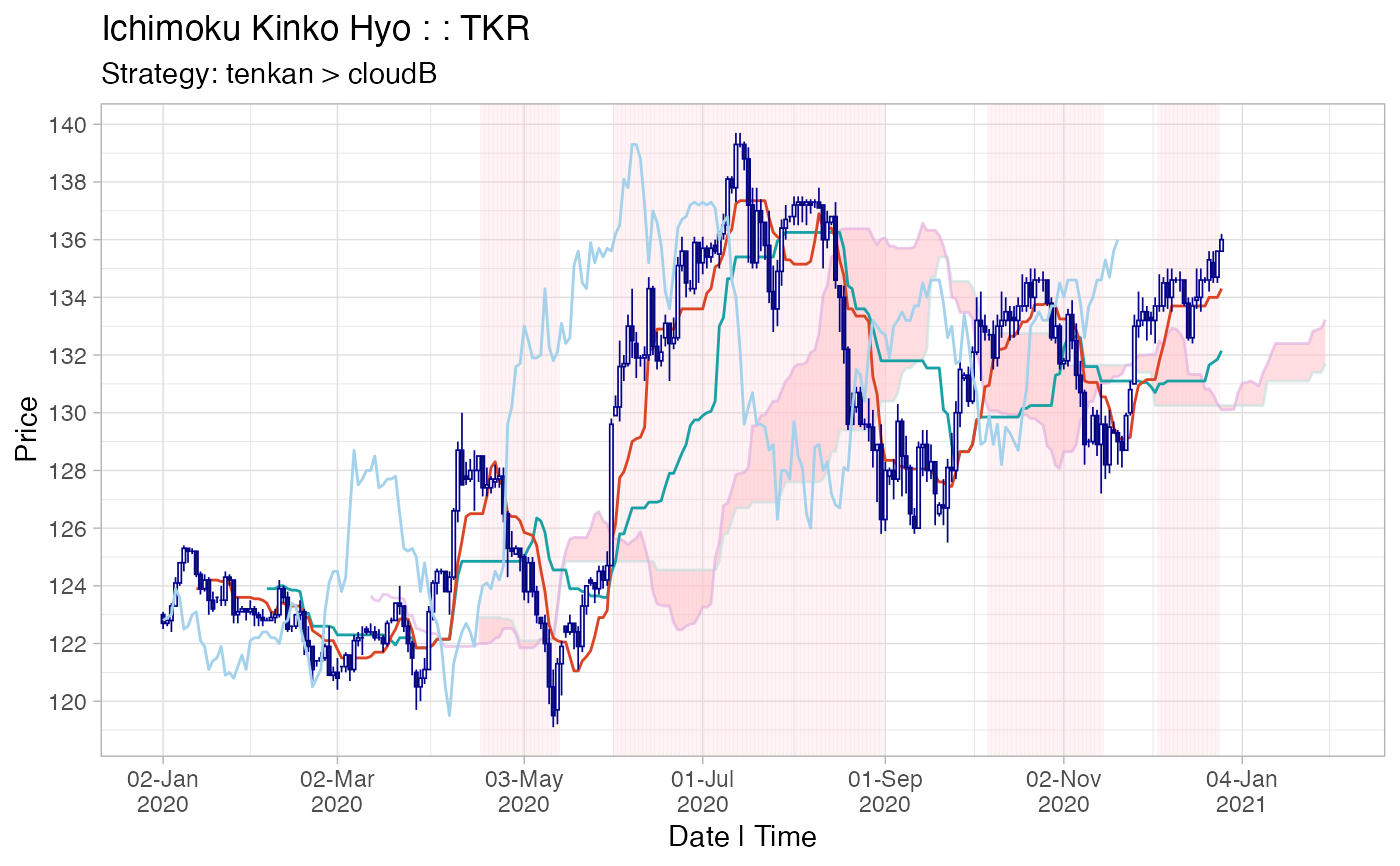 Ichimoku Kinko Hyo : : TKR
Strategy: tenkan > cloudB
140
138
136
134
132
130
128
126
124
122
120
Price
02-Jan 02-Mar 03-May 01-Jul 01-Sep 02-Nov 04-Jan
2020 2020 2020 2020 2020 2020 2021
Date | Time